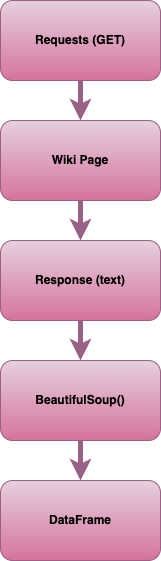 Requests (GET)
Wiki Page
Response (text)
BeautifulSoup()
DataFrame